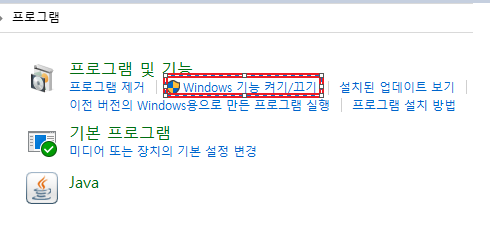 프로그램
프로그램 및 기능
프로그램 제거 | Windows 기능 켜기/끄기 | 설치된 업데이트 보기
이전 버전의 Windows용으로 만든 프로그램 실행 | 프로그램 설치 방법
기본 프로그램
미디어 또는 장치의 기본 설정 변경
Java